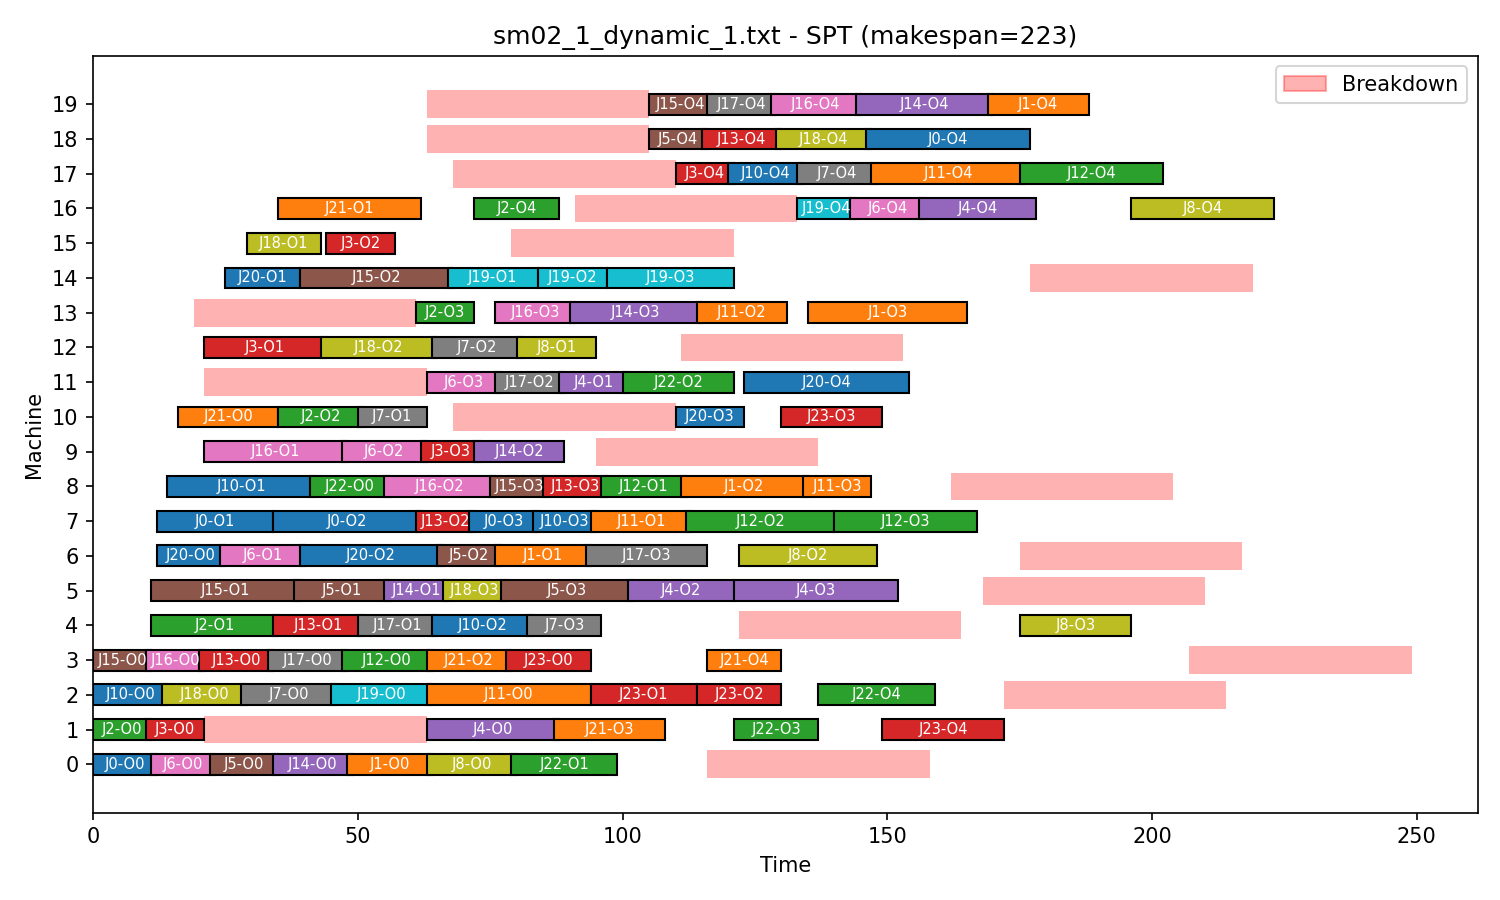 sm02_1_dynamic_1.txt - SPT (makespan=223)
Breakdown
19 J15-O4 J17-O4 J16-O4 J14-O4 J1-O4
18 J5-O4 J13-O4 J18-O4 J0-O4
17 J3-O4 J10-O4 J7-O4 J11-O4 J12-O4
16 J21-O1 J2-O4 J19-O4 J6-O4 J4-O4 J8-O4
15 J18-O1 J3-O2
14 J20-O1 J15-O2 J19-O1 J19-O2 J19-O3
13 J2-O3 J16-O3 J14-O3 J11-O2 J1-O3
12 J3-O1 J18-O2 J7-O2 J8-O1
11 J6-O3 J17-O2 J4-O1 J22-O2 J20-O4
10 J21-O0 J2-O2 J7-O1 J20-O3 J23-O3
9 J16-O1 J6-O2 J3-O3 J14-O2
8 J10-O1 J22-O0 J16-O2 J15-O3 J13-O3 J12-O1 J1-O2 J11-O3
7 J0-O1 J0-O2 J13-O2 J0-O3 J10-O3 J11-O1 J12-O2 J12-O3
6 J20-O0 J6-O1 J20-O2 J5-O2 J1-O1 J17-O3 J8-O2
5 J15-O1 J5-O1 J14-O1 J18-O3 J5-O3 J4-O2 J4-O3
4 J2-O1 J13-O1 J17-O1 J10-O2 J7-O3 J8-O3
3 J15-O0 J16-O0 J13-O0 J17-O0 J12-O0 J21-O2 J23-O0 J21-O4
2 J10-O0 J18-O0 J7-O0 J19-O0 J11-O0 J23-O1 J23-O2 J22-O4
1 J2-O0 J3-O0 J4-O0 J21-O3 J22-O3 J23-O4
0 J0-O0 J6-O0 J5-O0 J14-O0 J1-O0 J8-O0 J22-O1
Machine
0 50 100 150 200 250
Time